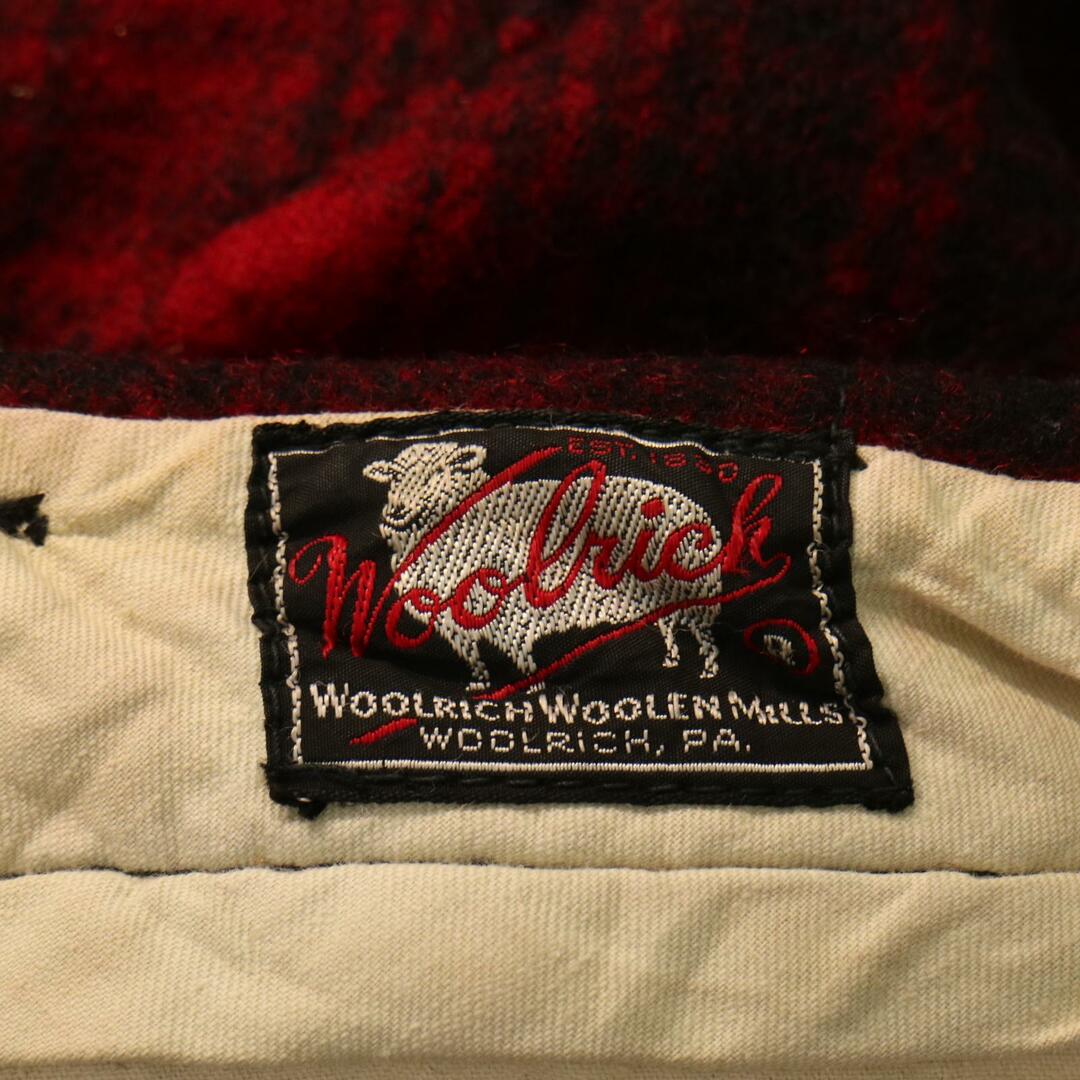 EST. 1830
Woolrich
R
WOOLRICH WOOLEN MILLS
WOOLRICH, PA.